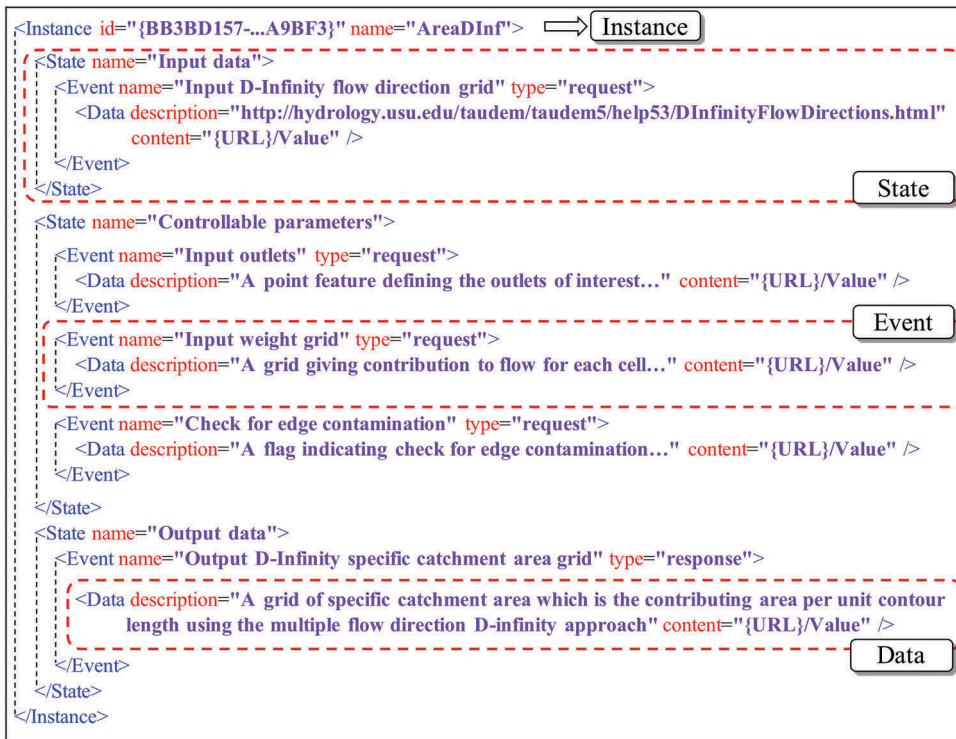 <Instance id="{BB3BD157-...A9BF3}" name="AreaDInf">
Instance
<State name="Input data">
<Event name="Input D-Infinity flow direction grid" type="request">
<Data description="http://hydrology.usu.edu/taudem/taudem5/help53/DInfinityFlowDirections.html"
content="{URL}/Value" />
</Event>
</State>
State
<State name="Controllable parameters">
<Event name="Input outlets" type="request">
<Data description="A point feature defining the outlets of interest…" content="{URL}/Value" />
</Event>
Event
<Event name="Input weight grid" type="request">
<Data description="A grid giving contribution to flow for each cell…" content="{URL}/Value" />
</Event>
<Event name="Check for edge contamination" type="request">
<Data description="A flag indicating check for edge contamination…" content="{URL}/Value" />
</Event>
</State>
<State name="Output data">
<Event name="Output D-Infinity specific catchment area grid" type="response">
<Data description="A grid of specific catchment area which is the contributing area per unit contour
length using the multiple flow direction D-infinity approach" content="{URL}/Value" />
</Event>
Data
</State>
</Instance>